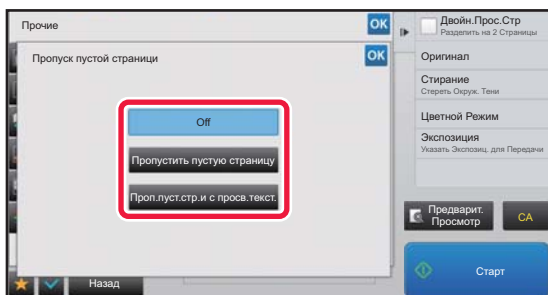 Прочие
OK
Пропуск пустой страници
OK
Off
Пропустить пустую страницу
Проп.пуст.стр.и с просв.текст.
Назад
Двойн.Прос.Стр
Разделить на 2 Страницы
Оригинал
Стирание
Стереть Окруж. Тени
Цветной Режим
Экспозиция
Указать Экспозиц. для Передачи
Предварит.
Просмотр
CA
Старт